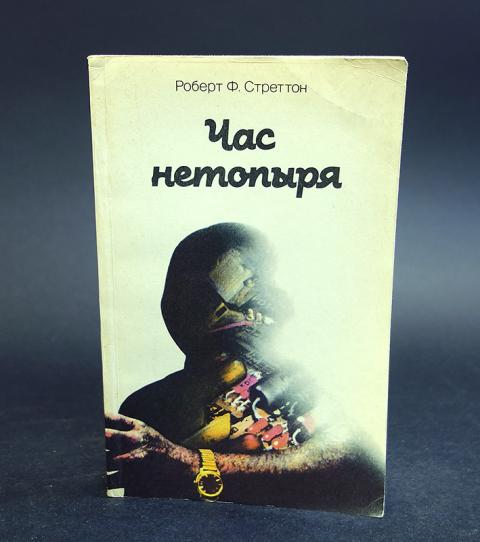 Роберт Ф. Стреттон
Час
нетопыря